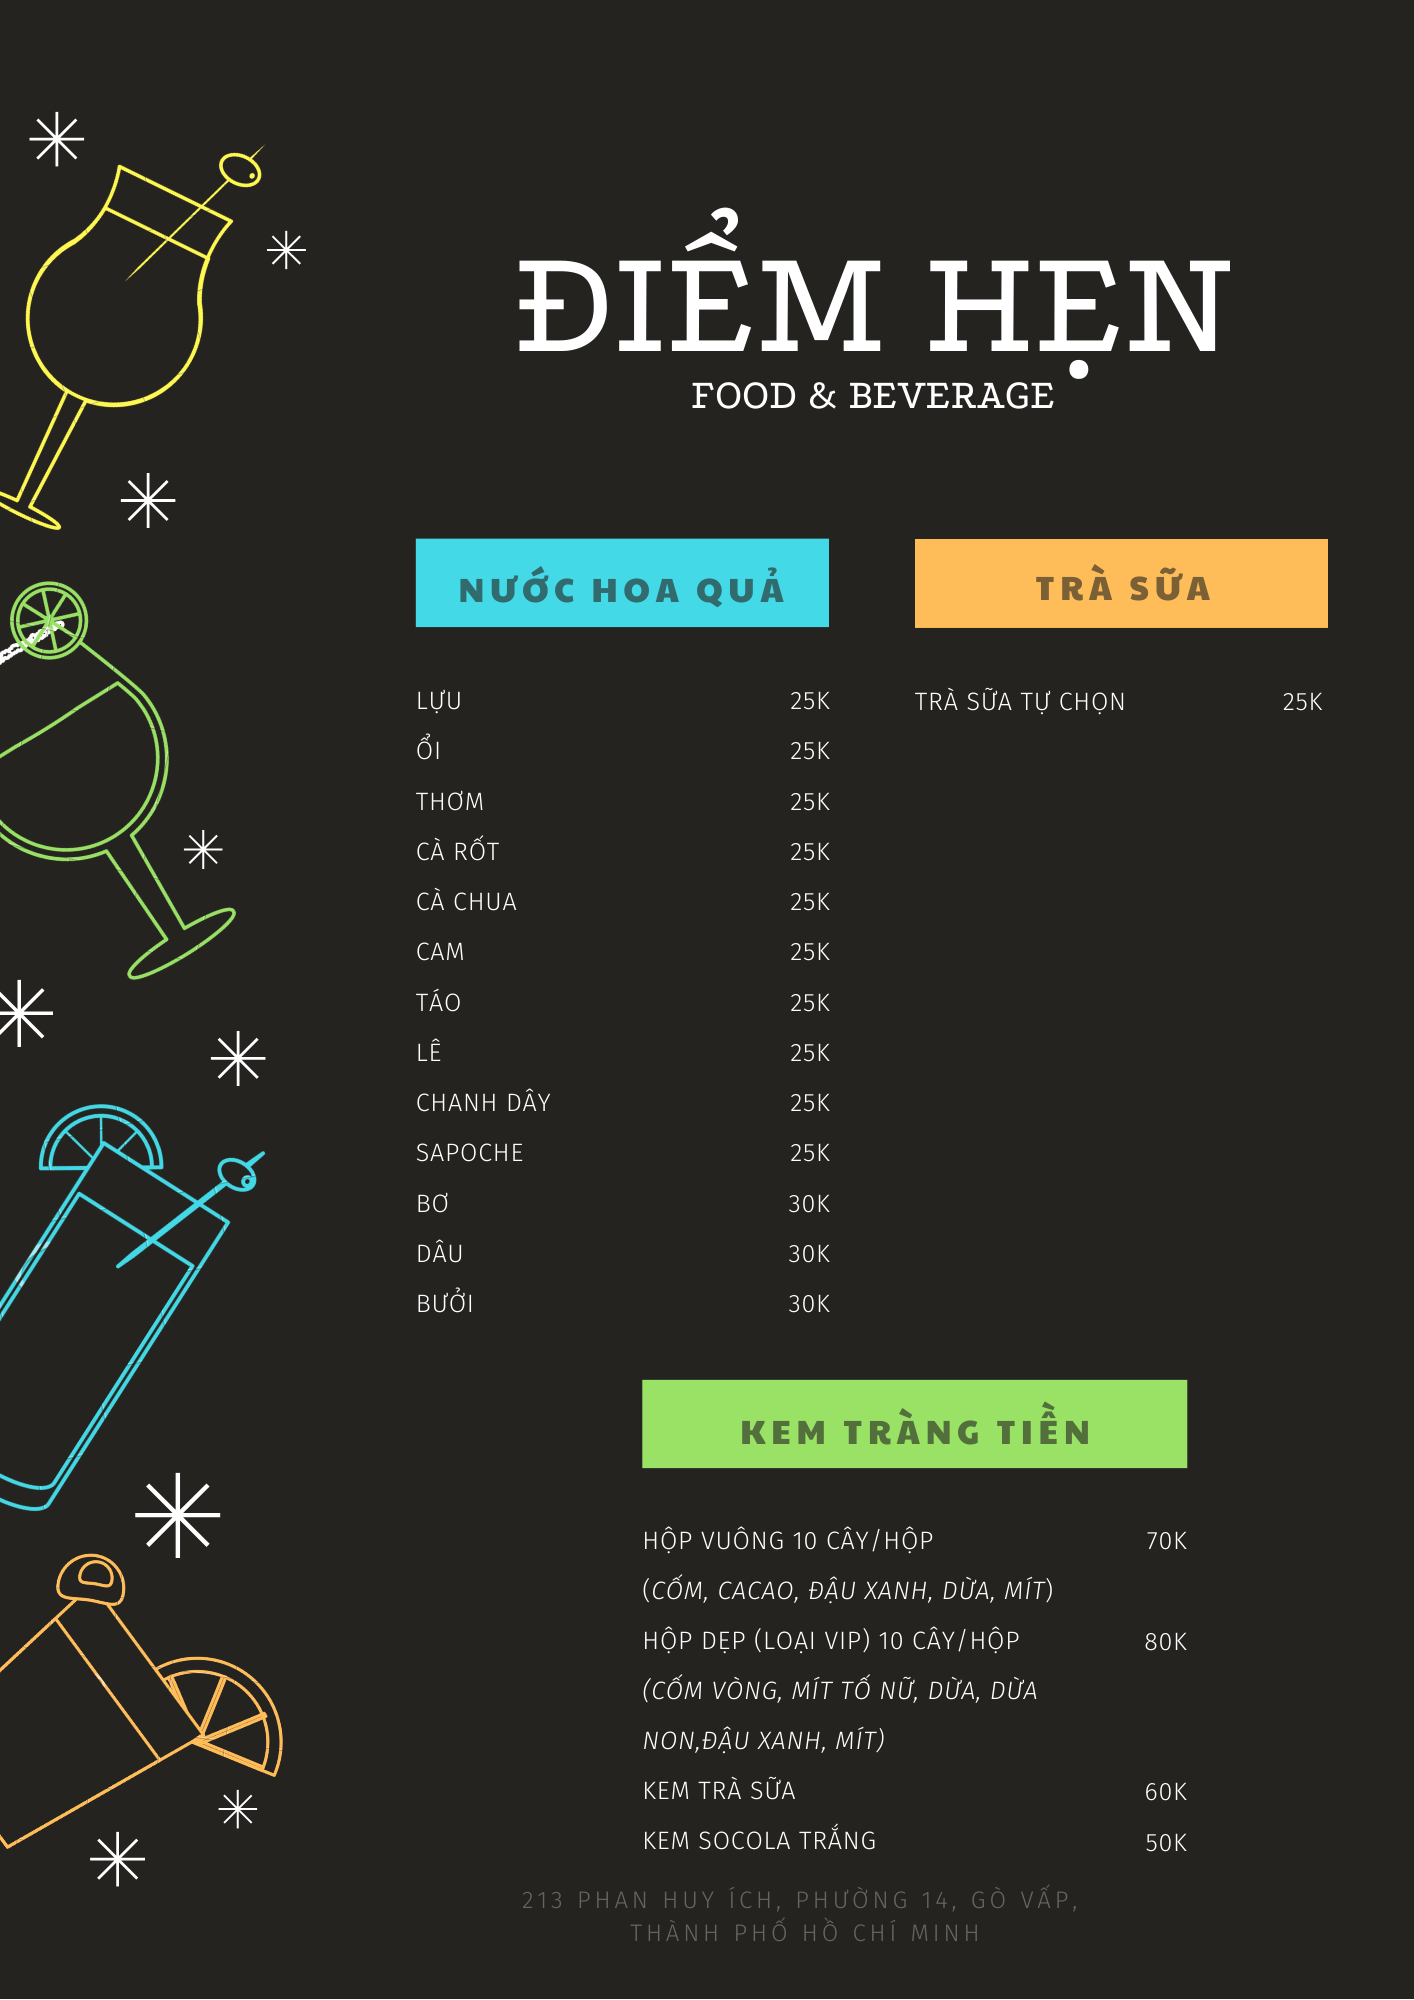 ĐIỂM HẸN
FOOD & BEVERAGE
NƯỚC HOA QUẢ
LỰU 25K
ỔI 25K
THƠM 25K
CÀ RỐT 25K
CÀ CHUA 25K
CAM 25K
TÁO 25K
LÊ 25K
CHANH DÂY 25K
SAPOCHE 25K
BƠ 30K
DÂU 30K
BƯỞI 30K
TRÀ SỮA
TRÀ SỮA TỰ CHỌN 25K
KEM TRÀNG TIỀN
HỘP VUÔNG 10 CÂY/HỘP 70K
(CỐM, CACAO, ĐẬU XANH, DỪA, MÍT)
HỘP DẸP (LOẠI VIP) 10 CÂY/HỘP 80K
(CỐM VÒNG, MÍT TỐ NỮ, DỪA, DỪA
NON,ĐẬU XANH, MÍT)
KEM TRÀ SỮA 60K
KEM SOCOLA TRẮNG 50K
213 PHAN HUY ÍCH, PHƯỜNG 14, GÒ VẤP,
THÀNH PHỐ HỒ CHÍ MINH